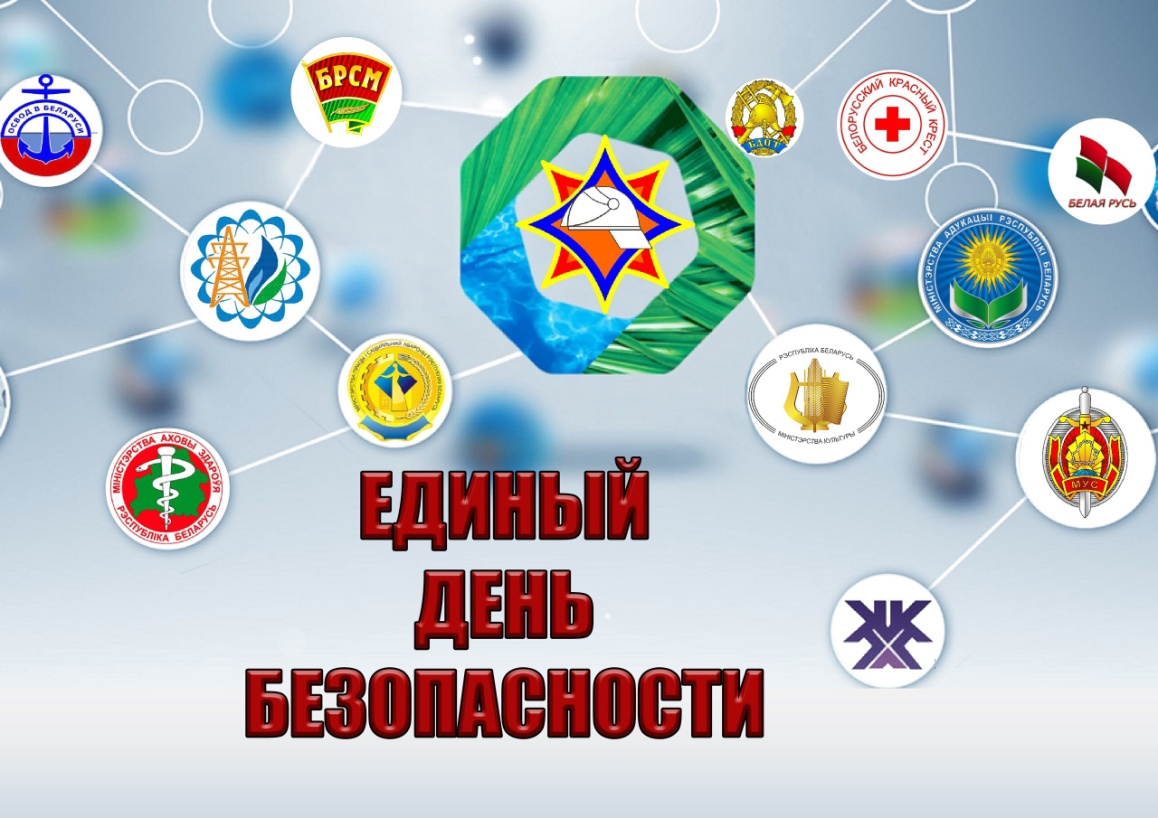 ОСВОД В БЕЛАРУСИ
БРСМ
БДПТ
БЕЛОРУССКИЙ КРАСНЫЙ КРЕСТ
БЕЛАЯ РУСЬ
МІНІСТЭРСТВА АДУКАЦЫІ РЭСПУБЛІКІ БЕЛАРУСЬ
РЭСПУБЛІКА БЕЛАРУСЬ
МІНІСТЭРСТВА КУЛЬТУРЫ
МУС
МІНІСТЭРСТВА АХОВЫ ЗДАРОЎЯ
РЭСПУБЛІКА БЕЛАРУСЬ
ЕДИНЫЙ
ДЕНЬ
БЕЗОПАСНОСТИ